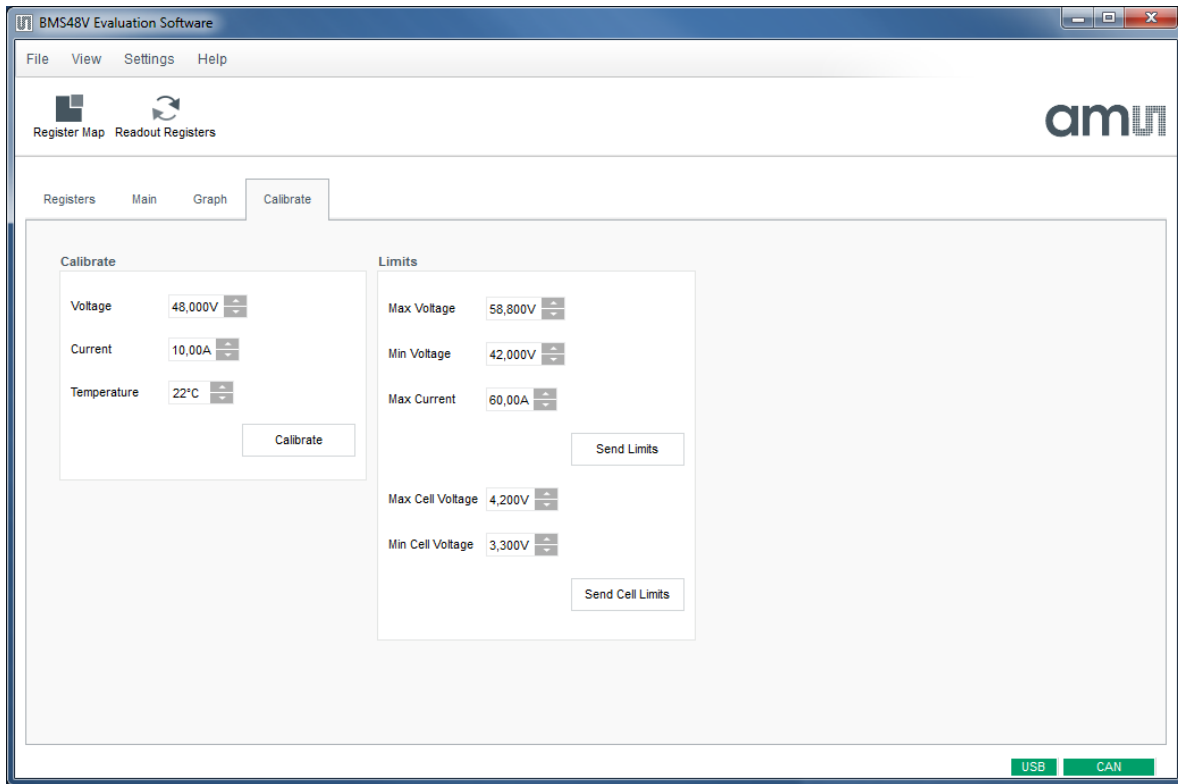 BMS48V Evaluation Software
File View Settings Help
Register Map Readout Registers
amu
Registers Main Graph Calibrate
Calibrate
Voltage 48,000V
Current 10,00A
Temperature 22°C
Calibrate
Limits
Max Voltage 58,800V
Min Voltage 42,000V
Max Current 60,00A
Send Limits
Max Cell Voltage 4,200V
Min Cell Voltage 3,300V
Send Cell Limits
USB CAN